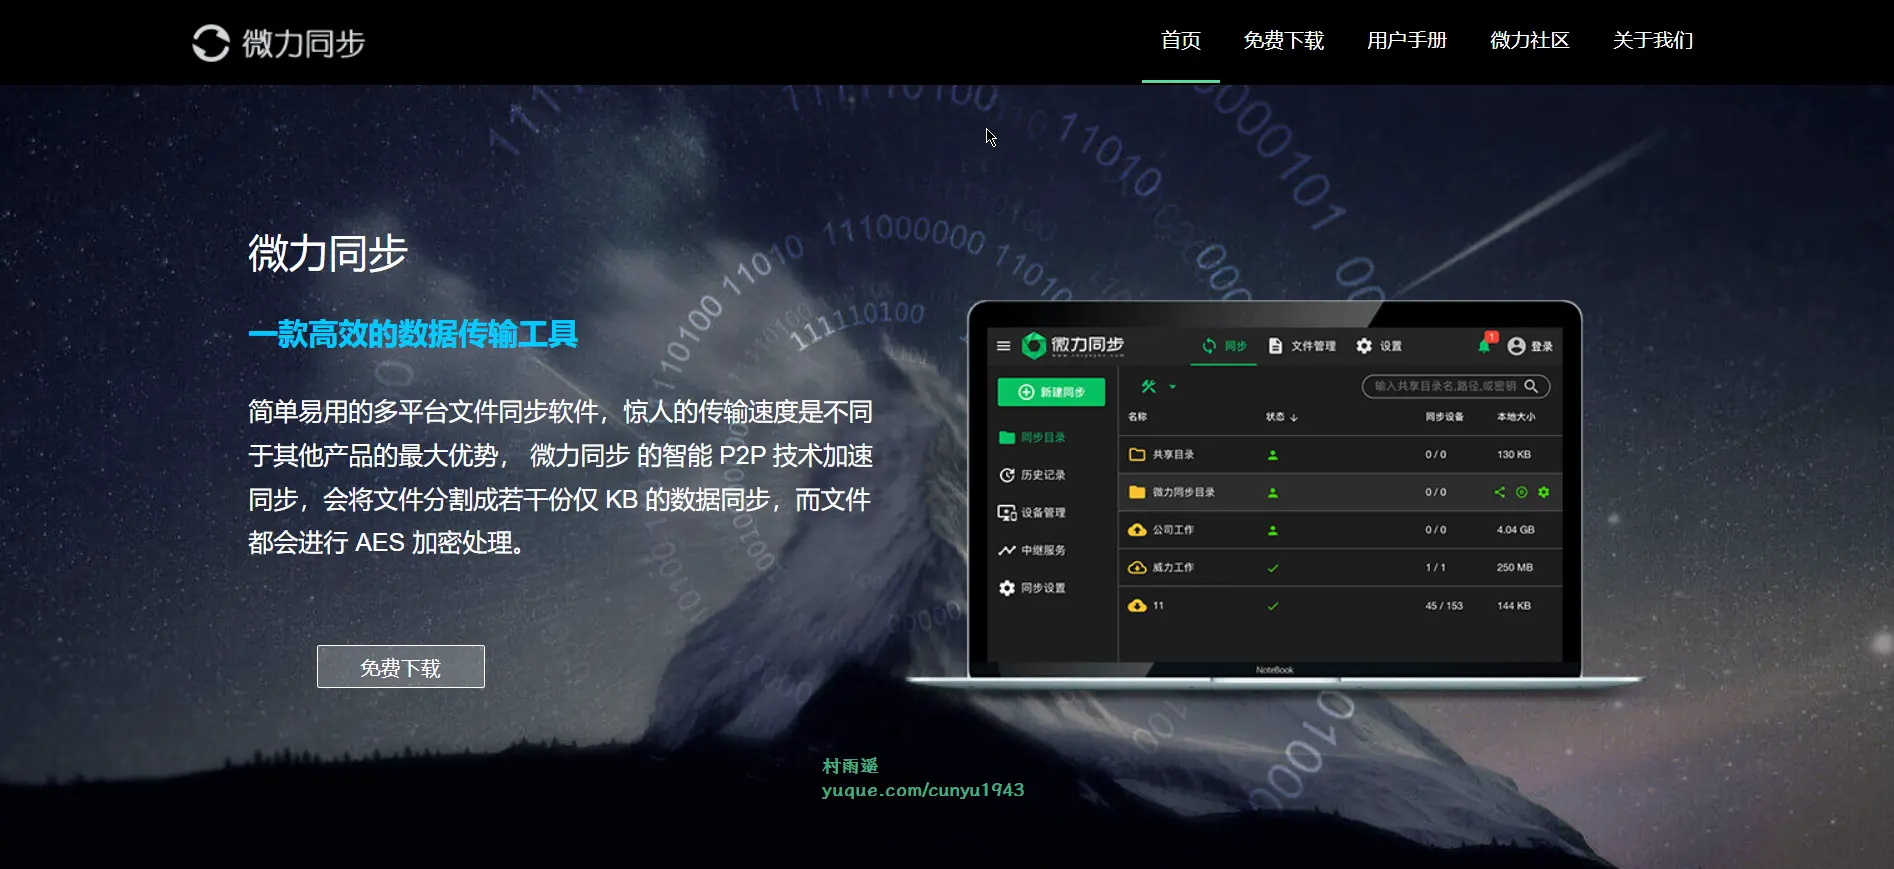 微力同步
首页 免费下载 用户手册 微力社区 关于我们
微力同步
一款高效的数据传输工具
简单易用的多平台文件同步软件，惊人的传输速度是不同
于其他产品的最大优势， 微力同步 的智能 P2P 技术加速
同步，会将文件分割成若干份仅 KB 的数据同步，而文件
都会进行 AES 加密处理。
免费下载
微力同步 同步 文件管理 设置 1 登录
新建同步 输入共享目录名,路径,或密钥
名称 状态 同步设备 本地大小
同步目录
共享目录 0 / 0 130 KB
历史记录
微力同步目录 0 / 0
设备管理
公司工作 0 / 0 4.04 GB
中继服务
威力工作 1 / 1 250 MB
同步设置
11 45 / 153 144 KB
NoteBook
村雨遥
yuque.com/cunyu1943